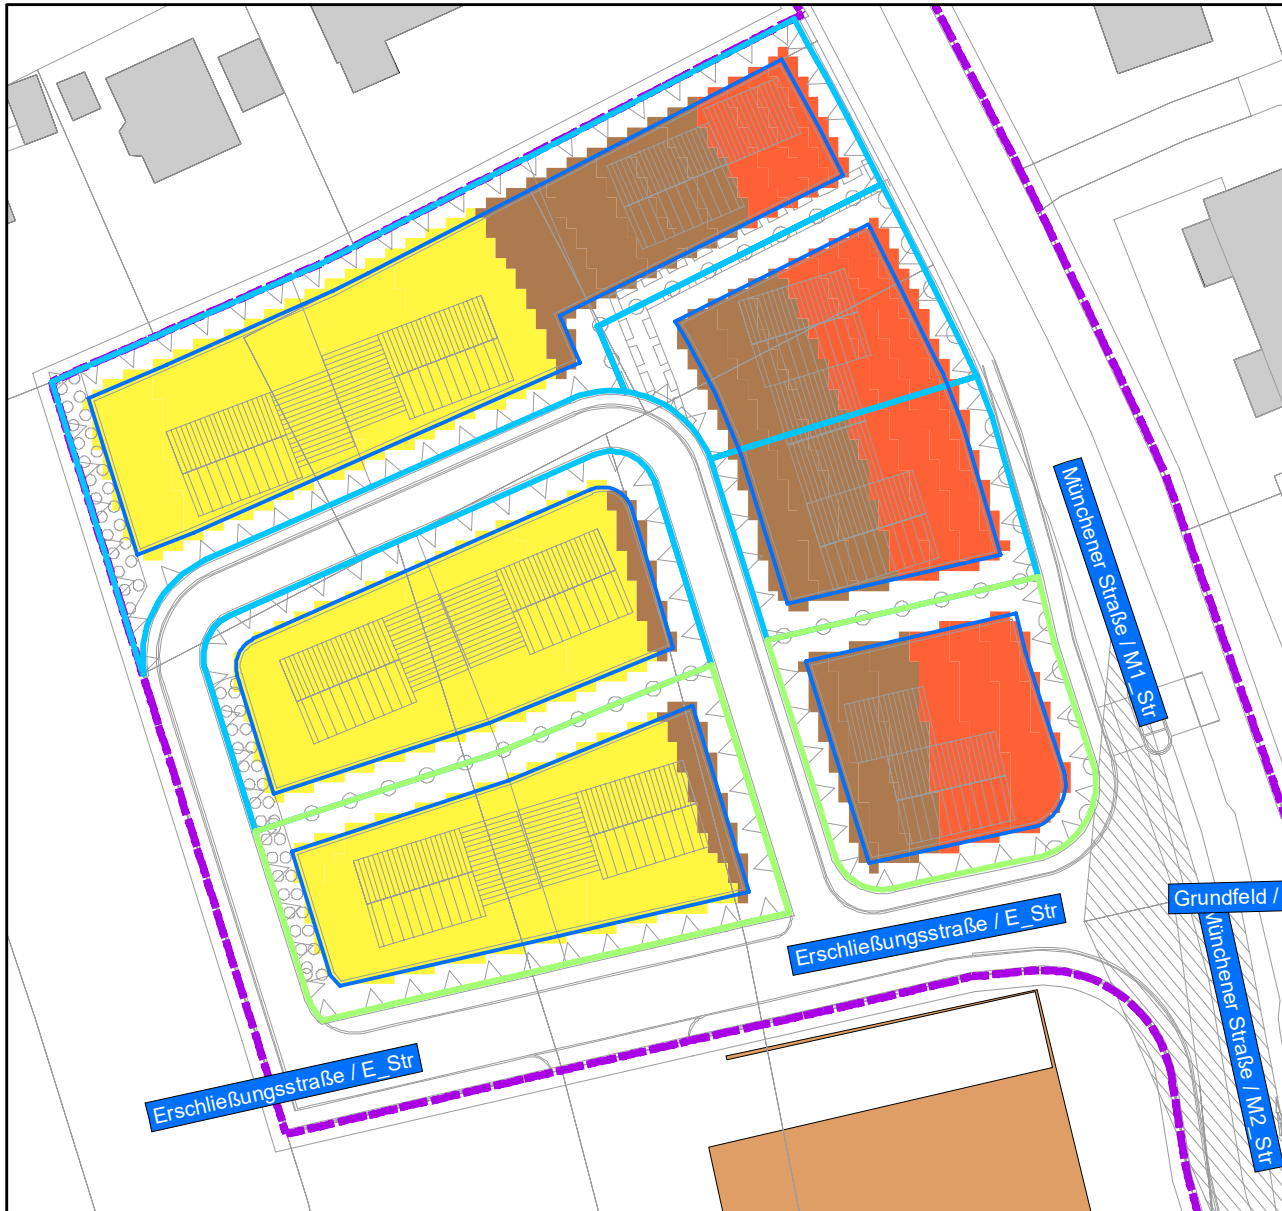 Münchener Straße / M1_Str
Grundfeld /
Erschließungsstraße / E_Str
Münchener Straße / M2_Str
Erschließungsstraße / E_Str